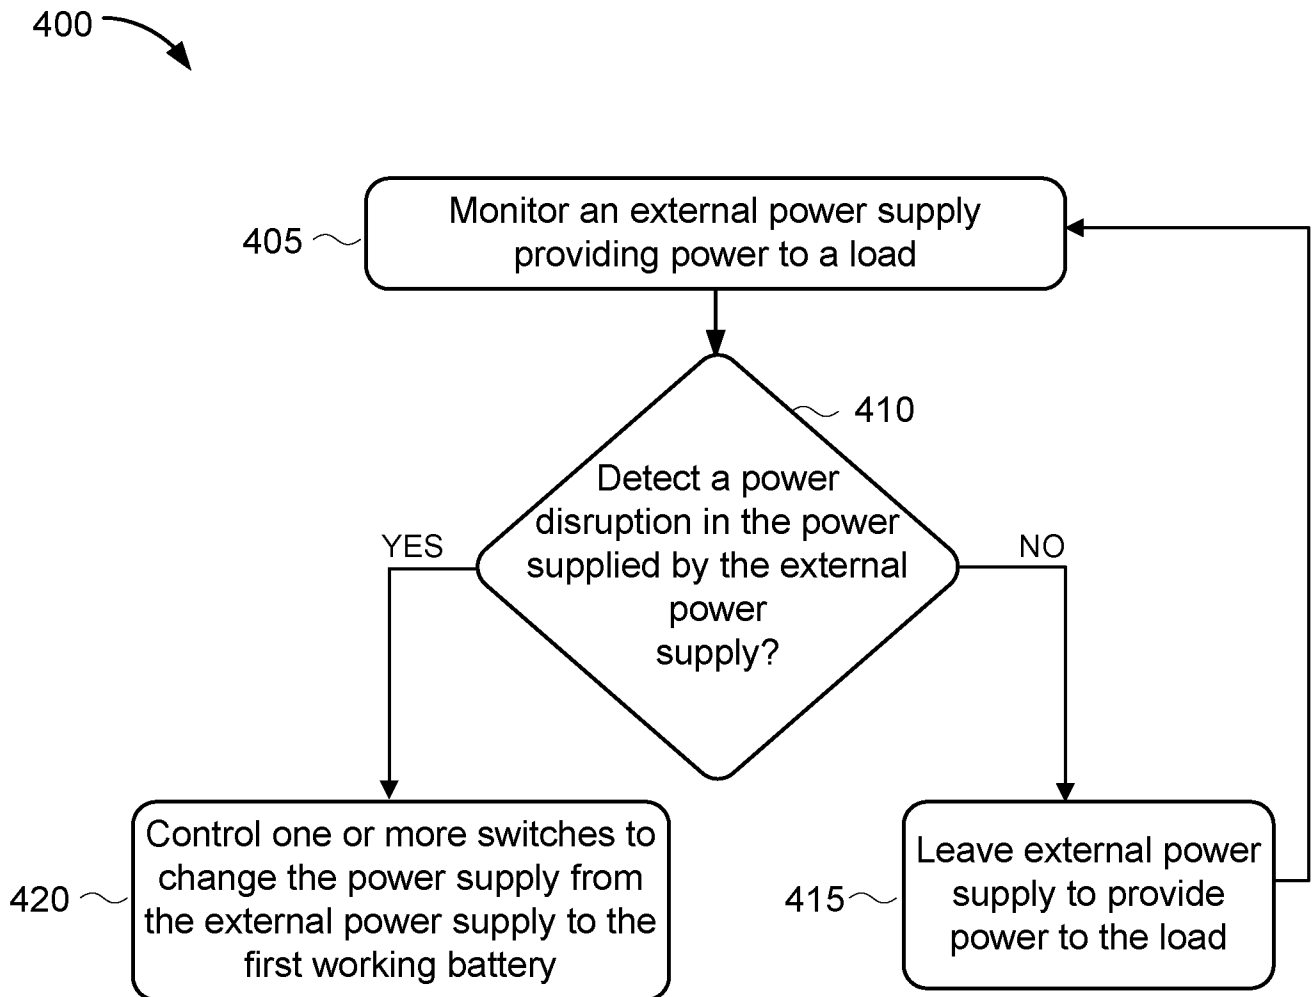 400
Monitor an external power supply
providing power to a load
405
410
Detect a power
disruption in the power
supplied by the external
power
supply?
YES
NO
Control one or more switches to
change the power supply from
the external power supply to the
first working battery
420
Leave external power
supply to provide
power to the load
415